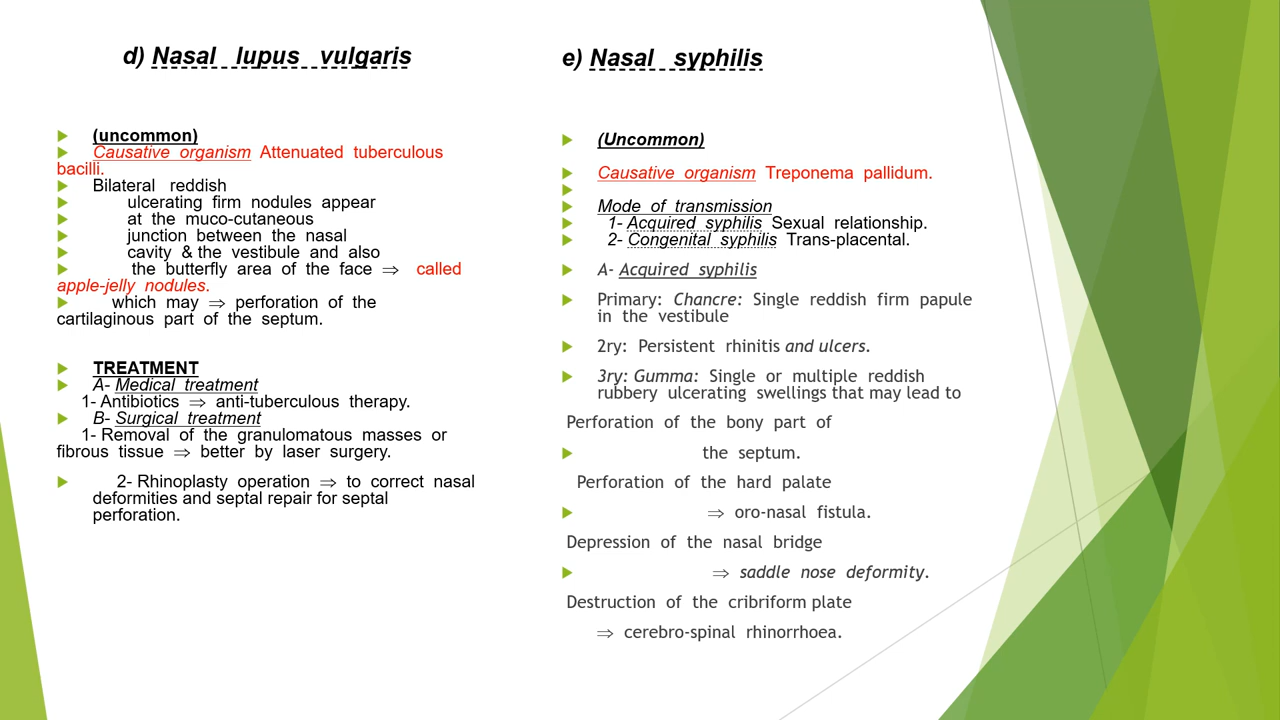 d) Nasal lupus vulgaris
(uncommon)
Causative organism Attenuated tuberculous
bacilli.
Bilateral reddish
ulcerating firm nodules appear
at the muco-cutaneous
junction between the nasal
cavity & the vestibule and also
the butterfly area of the face ⇒ called
apple-jelly nodules.
which may ⇒ perforation of the
cartilaginous part of the septum.
TREATMENT
A- Medical treatment
1- Antibiotics ⇒ anti-tuberculous therapy.
B- Surgical treatment
1- Removal of the granulomatous masses or
fibrous tissue ⇒ better by laser surgery.
2- Rhinoplasty operation ⇒ to correct nasal
deformities and septal repair for septal
perforation.
e) Nasal syphilis
(Uncommon)
Causative organism Treponema pallidum.
Mode of transmission
1- Acquired syphilis Sexual relationship.
2- Congenital syphilis Trans-placental.
A- Acquired syphilis
Primary: Chancre: Single reddish firm papule
in the vestibule
2ry: Persistent rhinitis and ulcers.
3ry: Gumma: Single or multiple reddish
rubbery ulcerating swellings that may lead to
Perforation of the bony part of
the septum.
Perforation of the hard palate
⇒ oro-nasal fistula.
Depression of the nasal bridge
⇒ saddle nose deformity.
Destruction of the cribriform plate
⇒ cerebro-spinal rhinorrhoea.